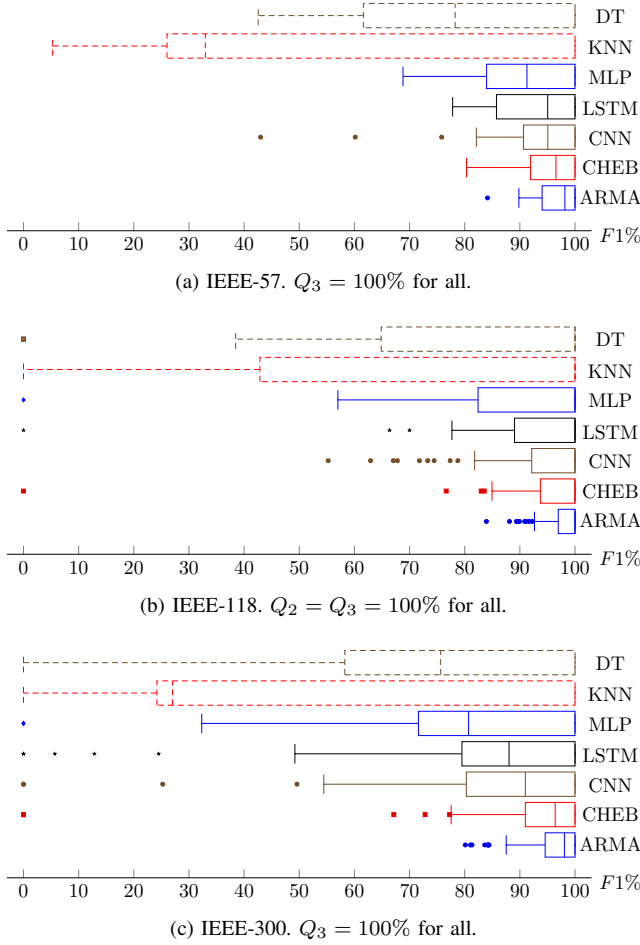 DT
KNN
MLP
LSTM
CNN
CHEB
ARMA
0 10 20 30 40 50 60 70 80 90 100 F1%
(a) IEEE-57. Q₃ = 100% for all.
DT
KNN
MLP
LSTM
CNN
CHEB
ARMA
0 10 20 30 40 50 60 70 80 90 100 F1%
(b) IEEE-118. Q₂ = Q₃ = 100% for all.
DT
KNN
MLP
LSTM
CNN
CHEB
ARMA
0 10 20 30 40 50 60 70 80 90 100 F1%
(c) IEEE-300. Q₃ = 100% for all.